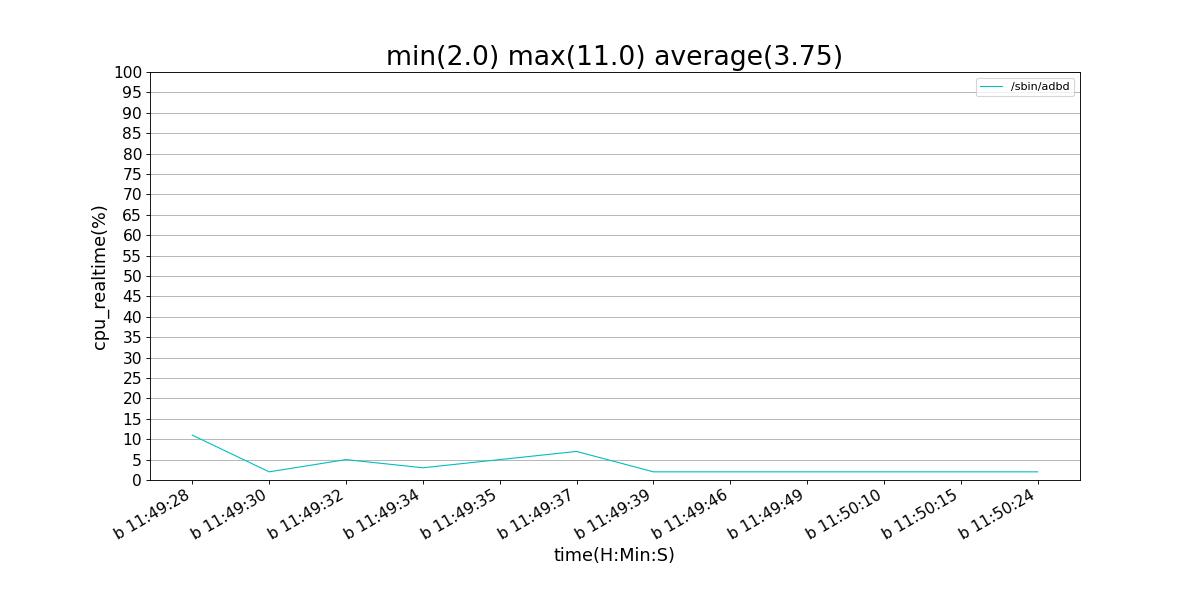 min(2.0) max(11.0) average(3.75)
/sbin/adbd
100
95
90
85
80
75
70
65
60
55
50
45
40
35
30
25
20
15
10
5
0
cpu_realtime(%)
b 11:49:28
b 11:49:30
b 11:49:32
b 11:49:34
b 11:49:35
b 11:49:37
b 11:49:39
b 11:49:46
b 11:49:49
b 11:50:10
b 11:50:15
b 11:50:24
time(H:Min:S)